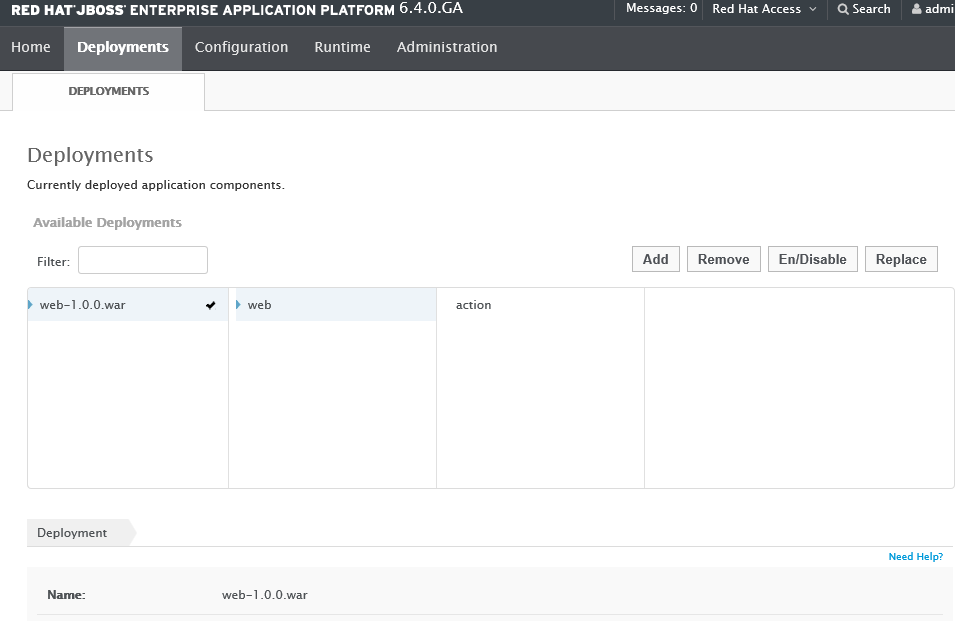 RED HAT JBOSS ENTERPRISE APPLICATION PLATFORM 6.4.0.GA Messages: 0 Red Hat Access Search admi
Home Deployments Configuration Runtime Administration
DEPLOYMENTS
Deployments
Currently deployed application components.
Available Deployments
Filter: Add Remove En/Disable Replace
web-1.0.0.war web action
Deployment
Need Help?
Name: web-1.0.0.war